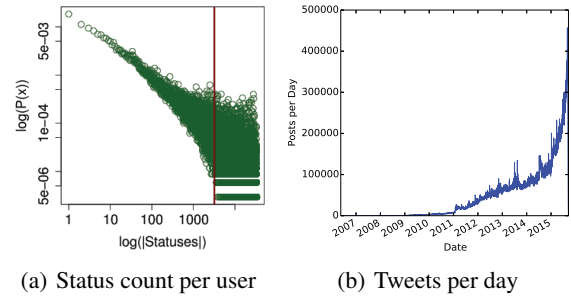 5e-03
1e-04
5e-06
log(P(x))
1
10
100
1000
log(|Statuses|)
(a) Status count per user
500000
400000
300000
200000
100000
0
Posts per Day
2007
2008
2009
2010
2011
2012
2013
2014
2015
Date
(b) Tweets per day